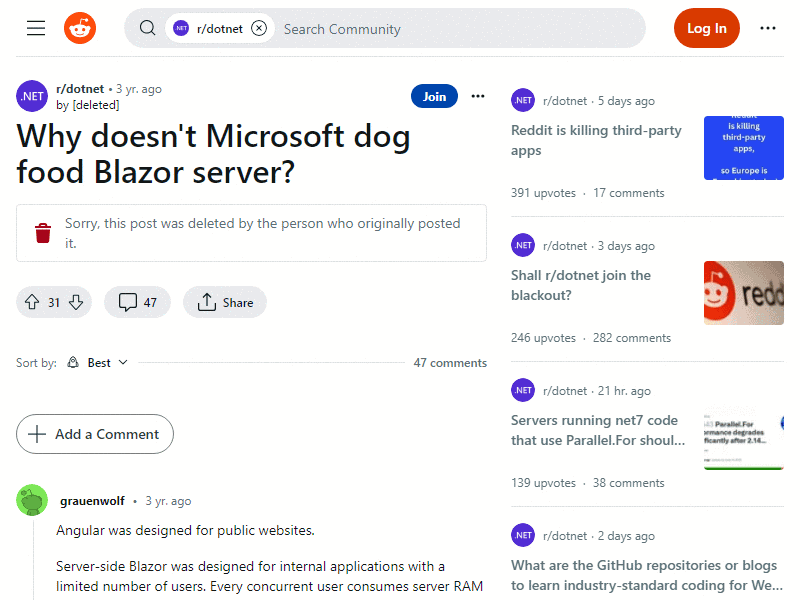 .NET
r/dotnet
Search Community
Log In
.NET
r/dotnet • 3 yr. ago
by [deleted]
Join
Why doesn't Microsoft dog
food Blazor server?
Sorry, this post was deleted by the person who originally posted
it.
31
47
Share
Sort by:
Best
47 comments
Add a Comment
grauenwolf • 3 yr. ago
Angular was designed for public websites.
Server-side Blazor was designed for internal applications with a
limited number of users. Every concurrent user consumes server RAM
.NET
r/dotnet · 5 days ago
Reddit is killing third-party
apps
is killing
third-party
apps,
so Europe is
391 upvotes · 17 comments
.NET
r/dotnet · 3 days ago
Shall r/dotnet join the
blackout?
redd
246 upvotes · 282 comments
.NET
r/dotnet · 21 hr. ago
Servers running net7 code
that use Parallel.For shoul...
Parallel.For
rmance degrades
ficantly after 2.14...
139 upvotes · 38 comments
.NET
r/dotnet · 2 days ago
What are the GitHub repositories or blogs
to learn industry-standard coding for We...